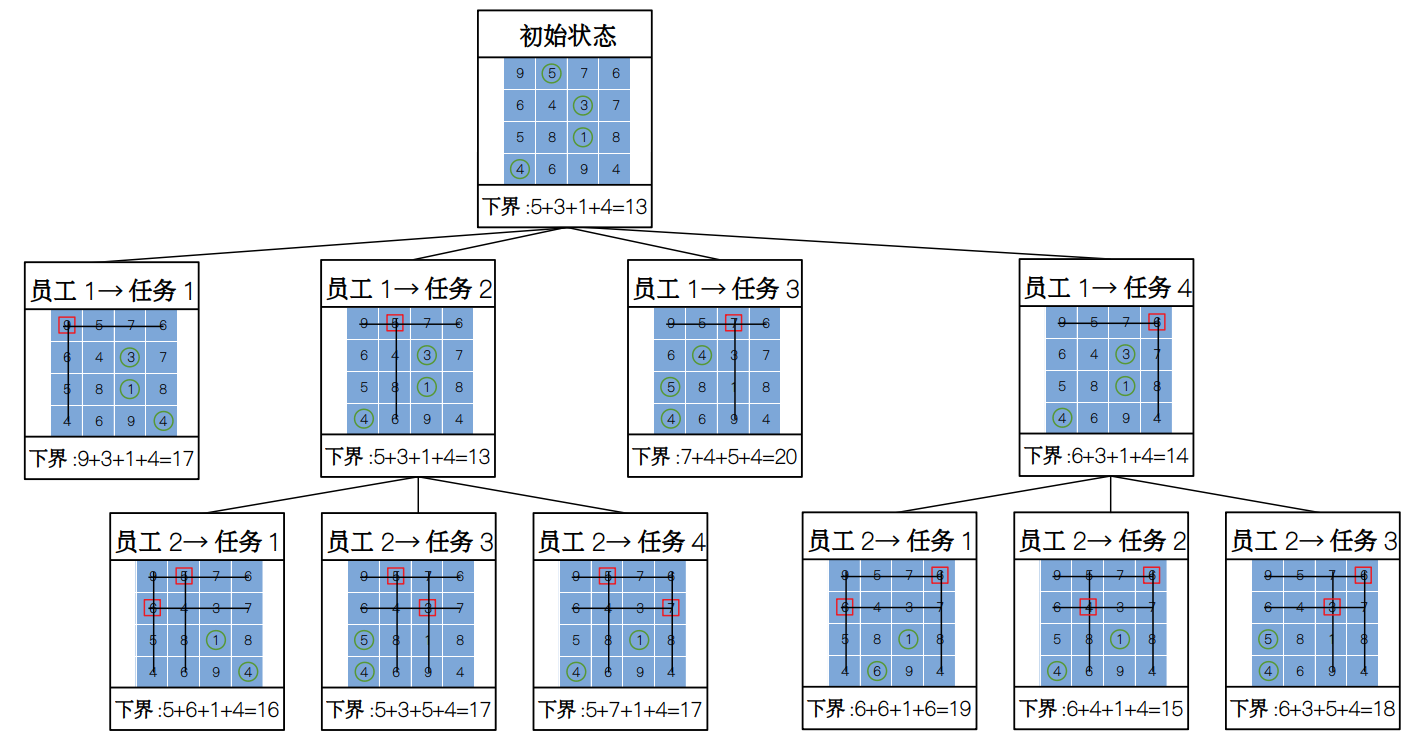 初始状态
9 5 7 6
6 4 3 7
5 8 1 8
4 6 9 4
下界:5+3+1+4=13
员工 1→ 任务 1
9 5 7 6
6 4 3 7
5 8 1 8
4 6 9 4
下界:9+3+1+4=17
员工 1→ 任务 2
9 5 7 6
6 4 3 7
5 8 1 8
4 6 9 4
下界:5+3+1+4=13
员工 1→ 任务 3
9 5 7 6
6 4 3 7
5 8 1 8
4 6 9 4
下界:7+4+5+4=20
员工 1→ 任务 4
9 5 7 6
6 4 3 7
5 8 1 8
4 6 9 4
下界:6+3+1+4=14
员工 2→ 任务 1
9 5 7 6
6 4 3 7
5 8 1 8
4 6 9 4
下界:5+6+1+4=16
员工 2→ 任务 3
9 5 7 6
6 4 3 7
5 8 1 8
4 6 9 4
下界:5+3+5+4=17
员工 2→ 任务 4
9 5 7 6
6 4 3 7
5 8 1 8
4 6 9 4
下界:5+7+1+4=17
员工 2→ 任务 1
9 5 7 6
6 4 3 7
5 8 1 8
4 6 9 4
下界:6+6+1+6=19
员工 2→ 任务 2
9 5 7 6
6 4 3 7
5 8 1 8
4 6 9 4
下界:6+4+1+4=15
员工 2→ 任务 3
9 5 7 6
6 4 3 7
5 8 1 8
4 6 9 4
下界:6+3+5+4=18